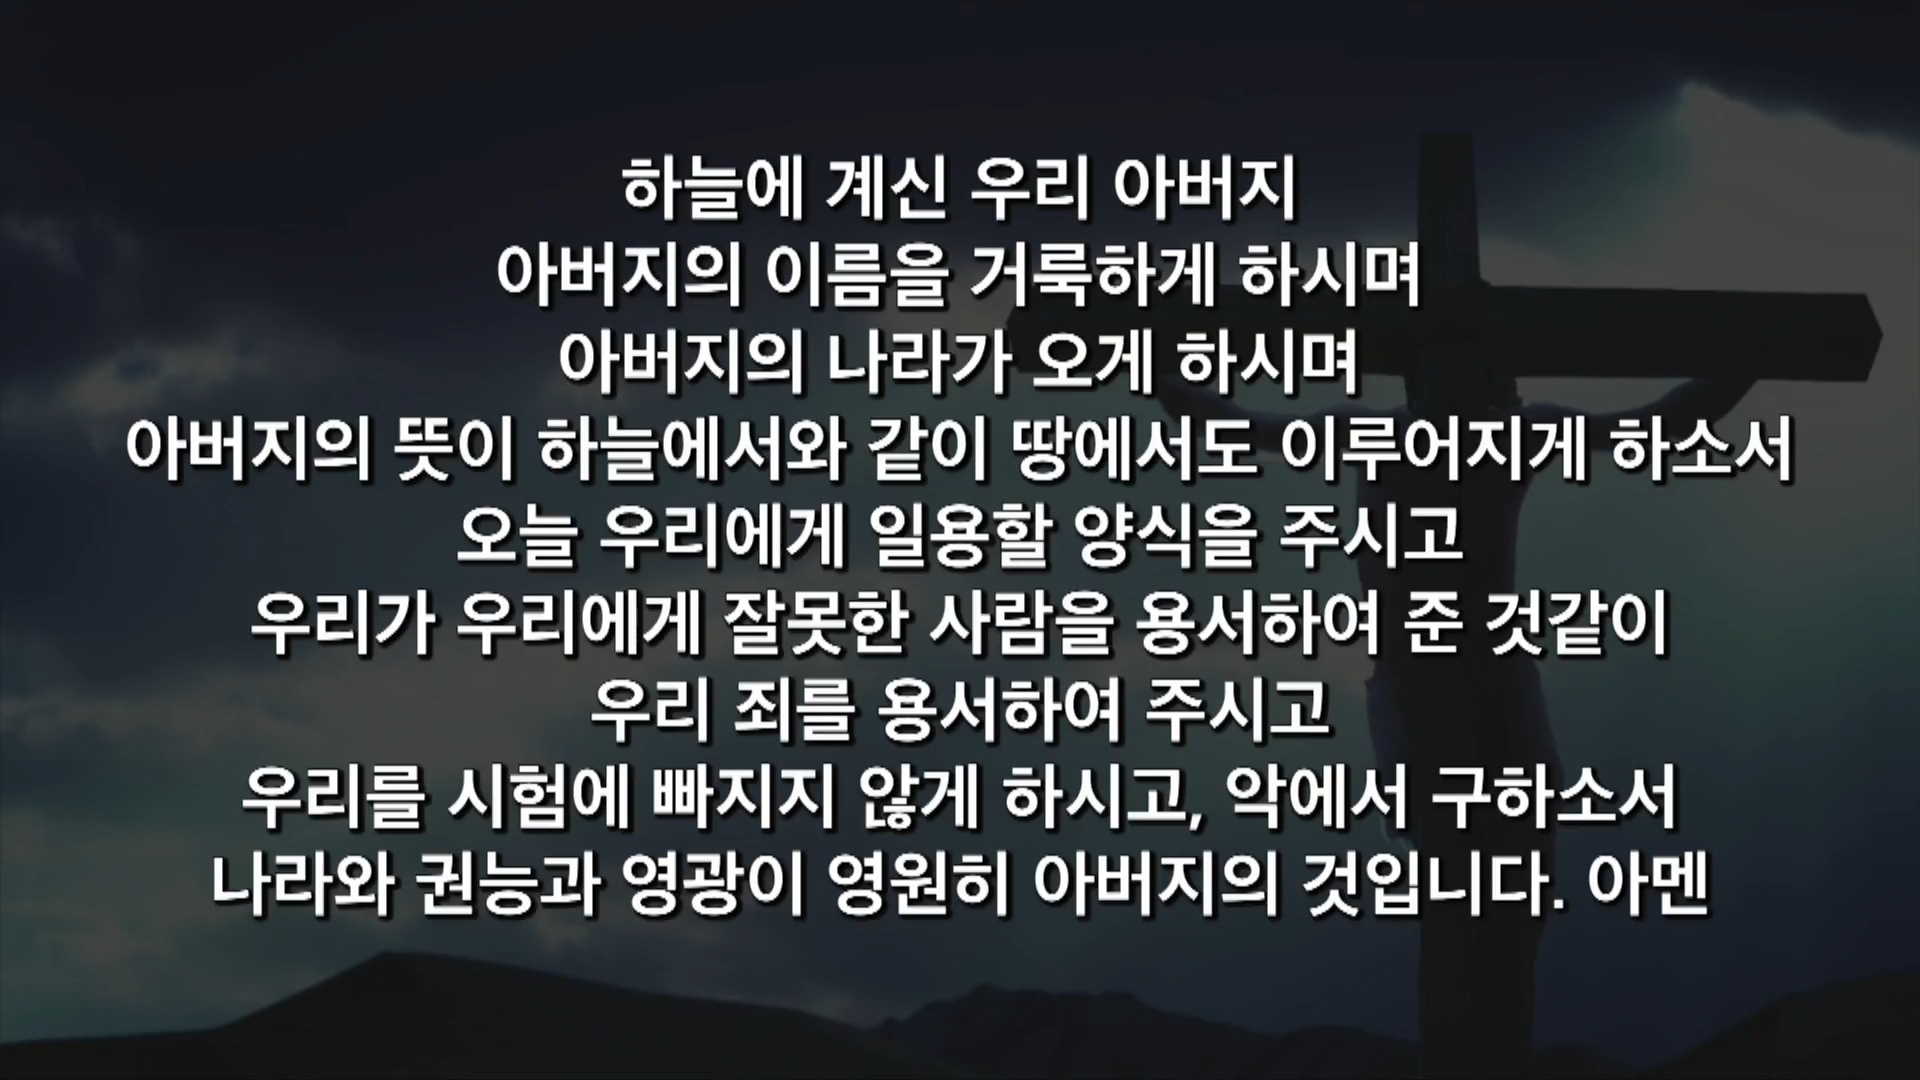 하늘에 계신 우리 아버지
아버지의 이름을 거룩하게 하시며
아버지의 나라가 오게 하시며
아버지의 뜻이 하늘에서와 같이 땅에서도 이루어지게 하소서
오늘 우리에게 일용할 양식을 주시고
우리가 우리에게 잘못한 사람을 용서하여 준 것같이
우리 죄를 용서하여 주시고
우리를 시험에 빠지지 않게 하시고, 악에서 구하소서
나라와 권능과 영광이 영원히 아버지의 것입니다. 아멘